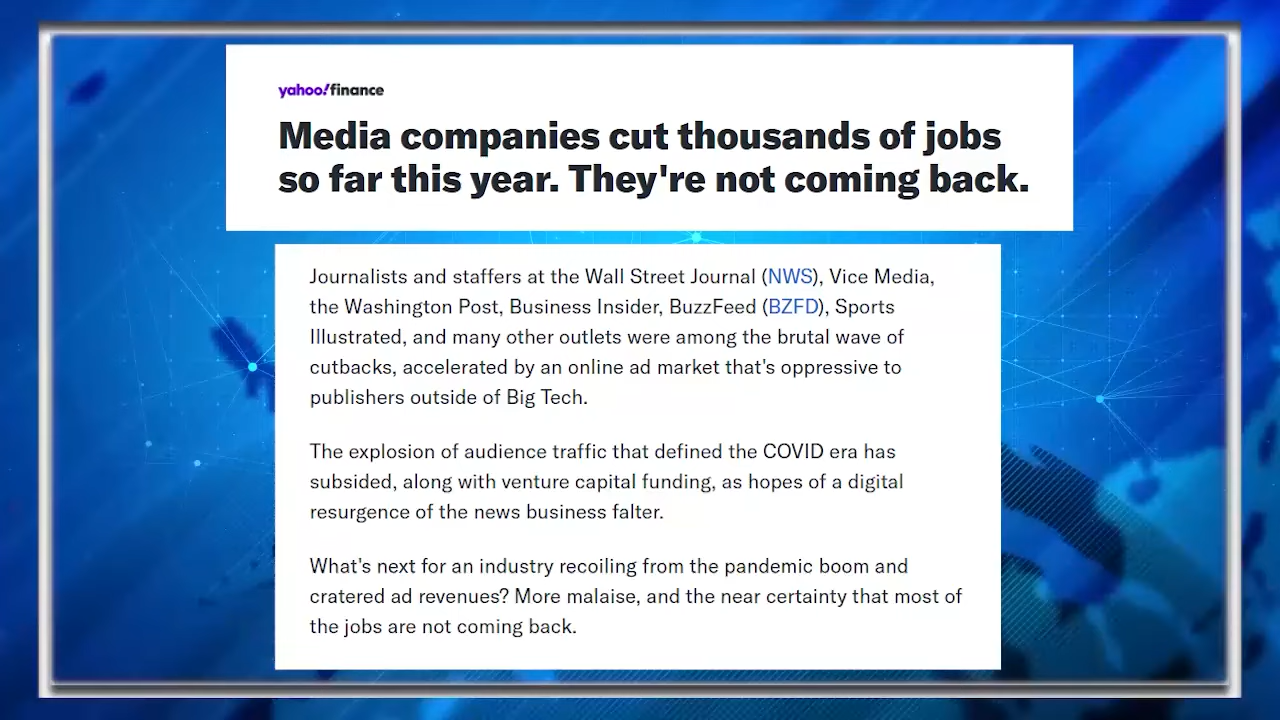 yahoo!finance
Media companies cut thousands of jobs
so far this year. They're not coming back.
Journalists and staffers at the Wall Street Journal (NWS), Vice Media,
the Washington Post, Business Insider, BuzzFeed (BZFD), Sports
Illustrated, and many other outlets were among the brutal wave of
cutbacks, accelerated by an online ad market that's oppressive to
publishers outside of Big Tech.
The explosion of audience traffic that defined the COVID era has
subsided, along with venture capital funding, as hopes of a digital
resurgence of the news business falter.
What's next for an industry recoiling from the pandemic boom and
cratered ad revenues? More malaise, and the near certainty that most of
the jobs are not coming back.